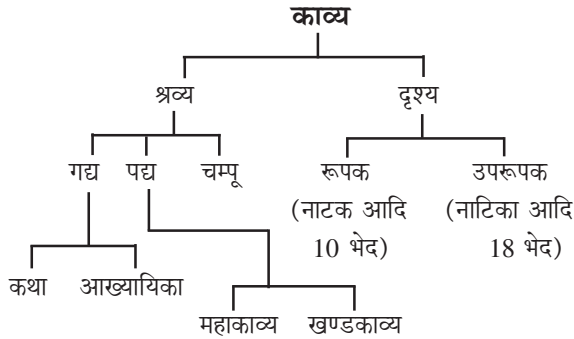 काव्य
श्रव्य दृश्य
गद्य पद्य चम्पू रूपक उपरूपक
(नाटक आदि (नाटिका आदि
10 भेद) 18 भेद)
कथा आख्यायिका
महाकाव्य खण्डकाव्य